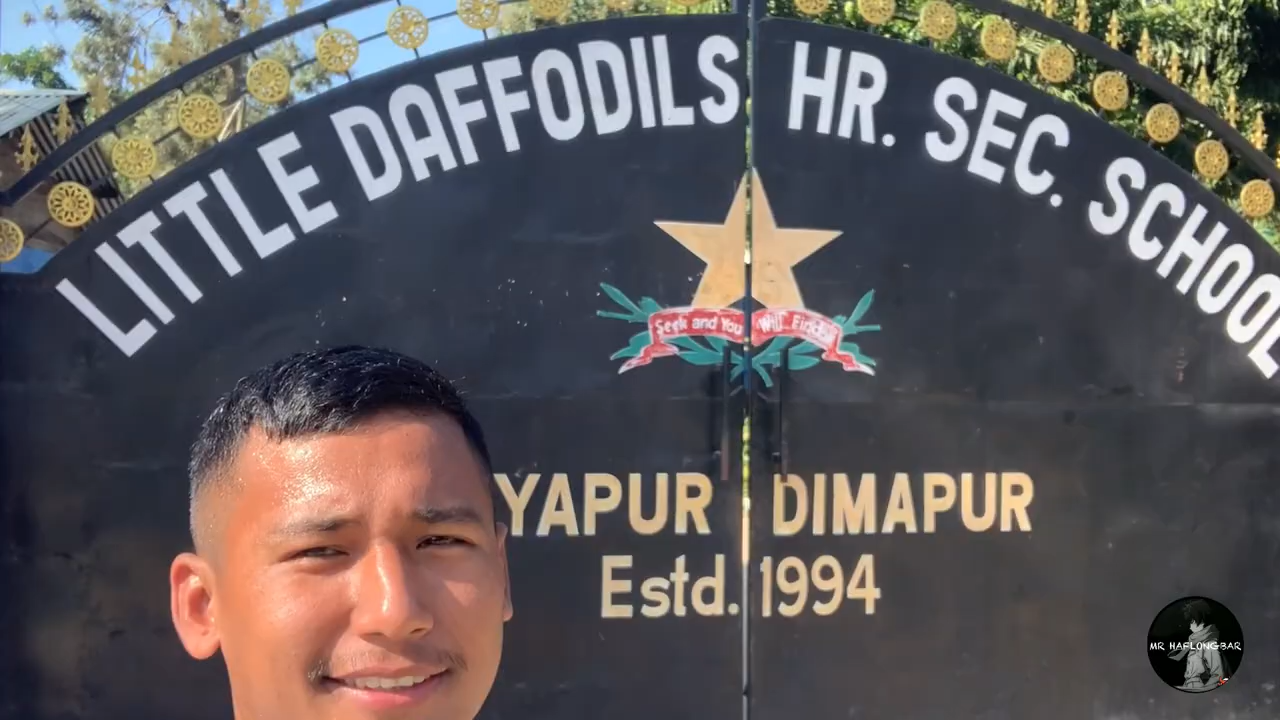 LITTLE DAFFODILS HR. SEC. SCHOOL
Seek and You Will Find
YAPUR DIMAPUR
Estd. 1994
MR HAFLONGBAR